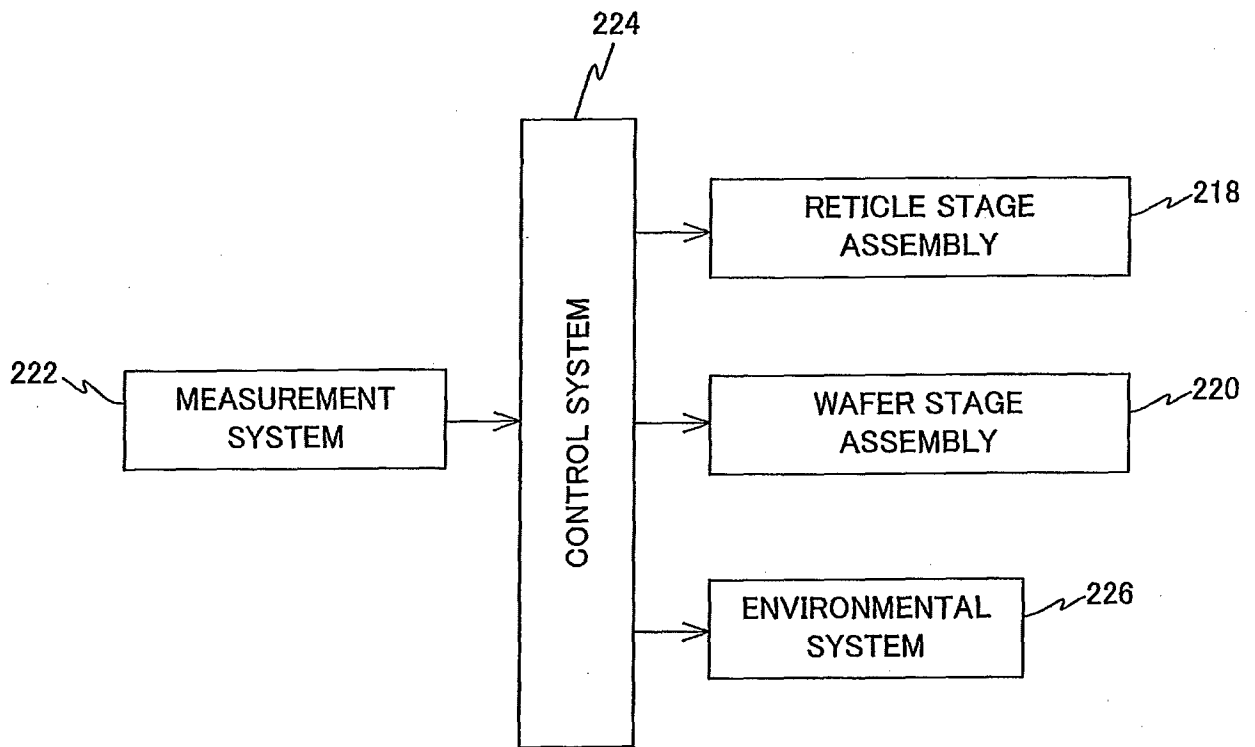 224
RETICLE STAGE
ASSEMBLY
218
222
MEASUREMENT
SYSTEM
CONTROL SYSTEM
WAFER STAGE
ASSEMBLY
220
ENVIRONMENTAL
SYSTEM
226